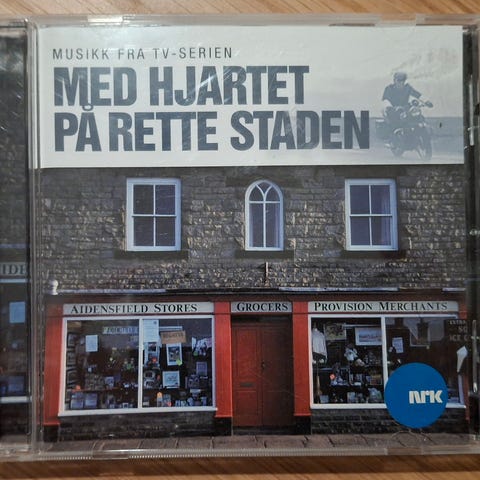 MUSIKK FRA TV-SERIEN
MED HJARTET
PÅ RETTE STADEN
AIDENSFIELD STORES
GROCERS
PROVISION MERCHANTS
NRK